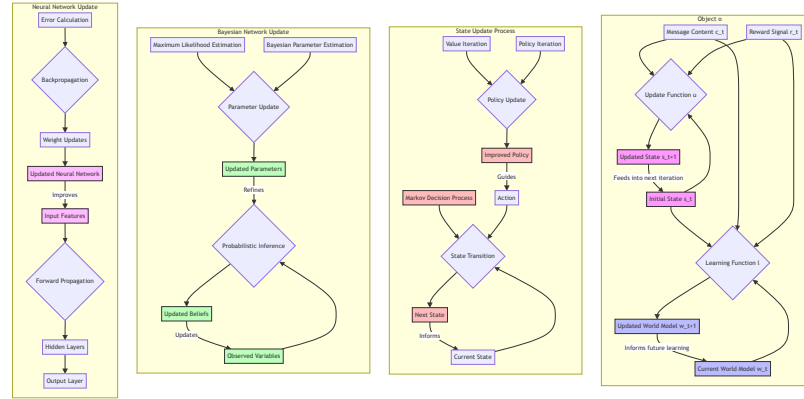 Neural Network Update
Error Calculation
Backpropagation
Weight Updates
Updated Neural Network
Improves
Input Features
Forward Propagation
Hidden Layers
Output Layer
Bayesian Network Update
Maximum Likelihood Estimation
Bayesian Parameter Estimation
Parameter Update
Updated Parameters
Refines
Probabilistic Inference
Updated Beliefs
Updates
Observed Variables
State Update Process
Value Iteration
Policy Iteration
Policy Update
Improved Policy
Guides
Markov Decision Process
Action
State Transition
Next State
Informs
Current State
Object o
Message Content c_t
Reward Signal r_t
Update Function u
Updated State s_t+1
Feeds into next iteration
Initial State s_t
Learning Function l
Updated World Model w_t+1
Informs future learning
Current World Model w_t